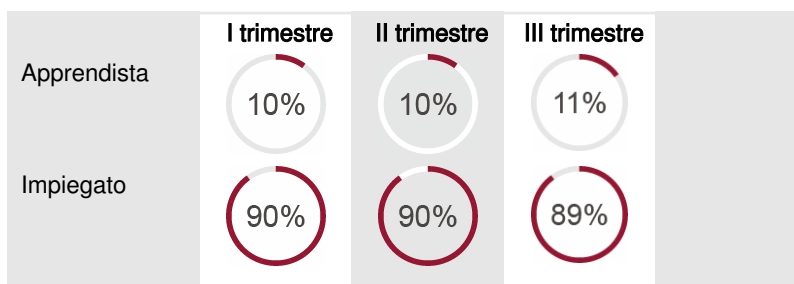 I trimestre II trimestre III trimestre
Apprendista 10% 10% 11%
Impiegato 90% 90% 89%